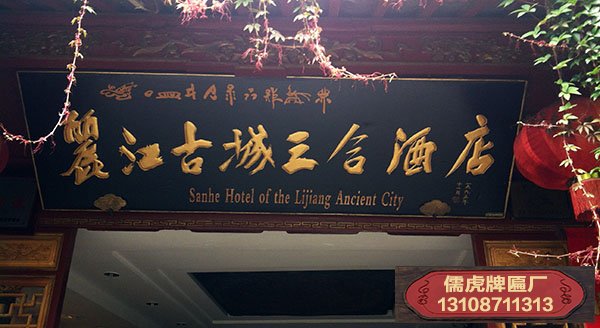 麗江古城三合酒店
Sanhe Hotel of the Lijiang Ancient City
儒虎牌匾厂
13108711313